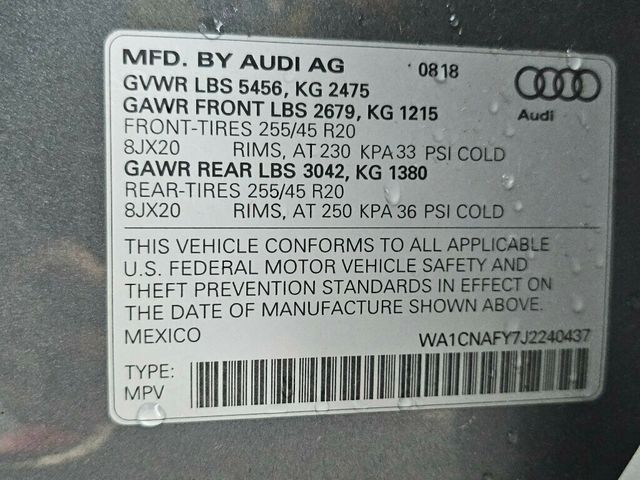 MFD. BY AUDI AG 0818
GVWR LBS 5456, KG 2475
GAWR FRONT LBS 2679, KG 1215
FRONT-TIRES 255/45 R20
8JX20 RIMS, AT 230 KPA 33 PSI COLD
GAWR REAR LBS 3042, KG 1380
REAR-TIRES 255/45 R20
8JX20 RIMS, AT 250 KPA 36 PSI COLD
Audi
THIS VEHICLE CONFORMS TO ALL APPLICABLE
U.S. FEDERAL MOTOR VEHICLE SAFETY AND
THEFT PREVENTION STANDARDS IN EFFECT ON
THE DATE OF MANUFACTURE SHOWN ABOVE.
MEXICO WA1CNAFY7J2240437
TYPE:
MPV